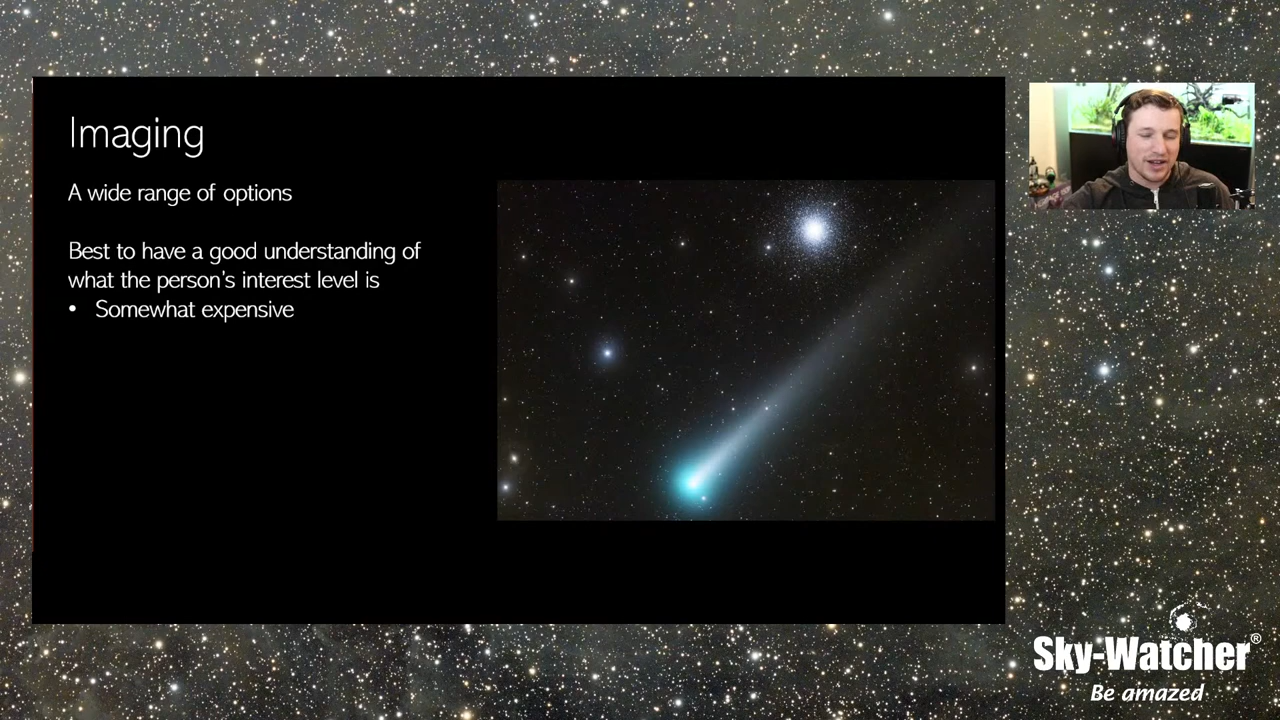 Imaging
A wide range of options
Best to have a good understanding of
what the person's interest level is
• Somewhat expensive
Sky-Watcher®
Be amazed